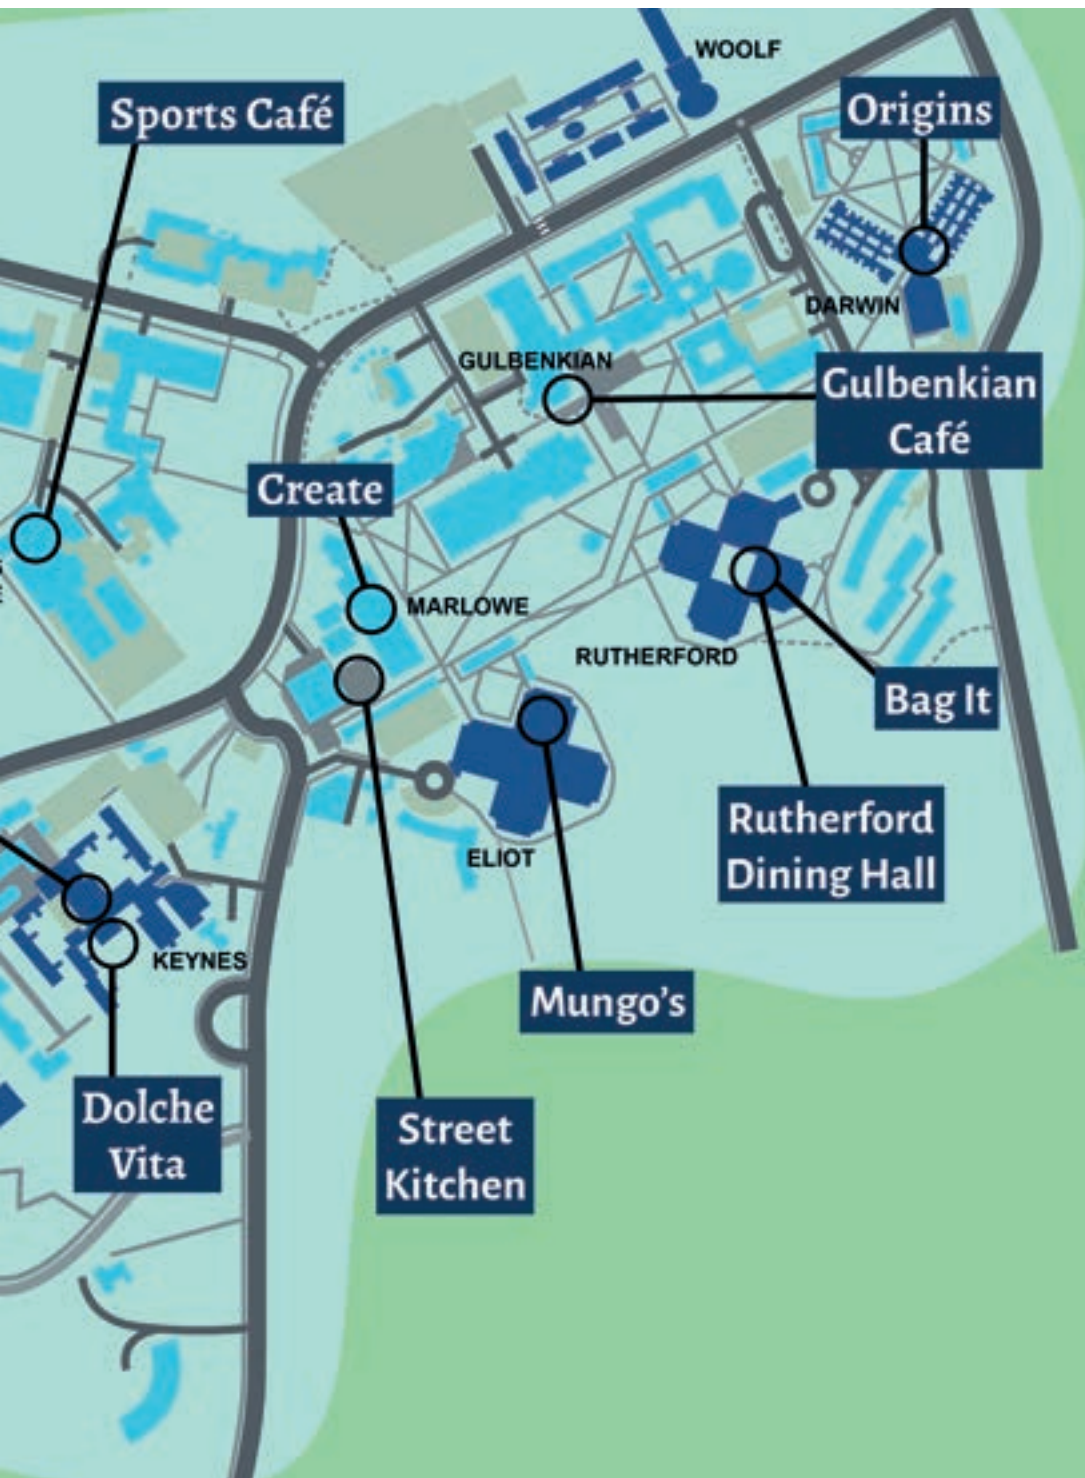 WOOLF
Sports Café
Origins
DARWIN
GULBENKIAN
Gulbenkian
Café
Create
MARLOWE
RUTHERFORD
Bag It
Rutherford
Dining Hall
ELIOT
KEYNES
Mungo's
Dolche
Vita
Street
Kitchen